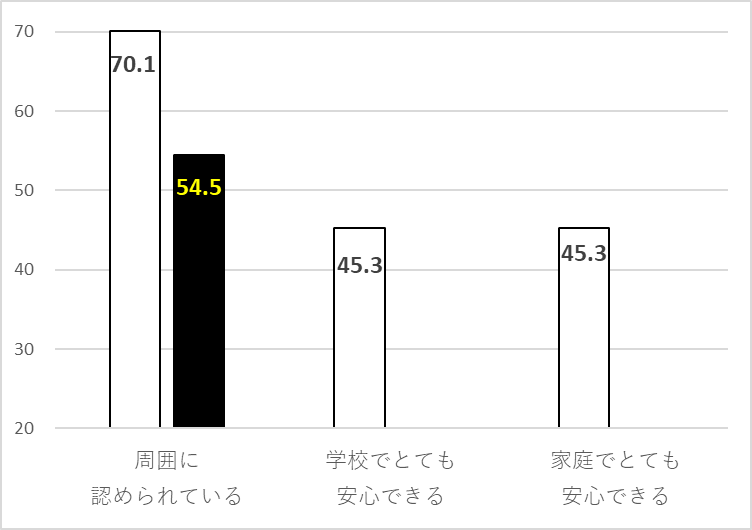 70
60
50
40
30
20
70.1
54.5
45.3
45.3
周囲に
認められている
学校でとても
安心できる
家庭でとても
安心できる